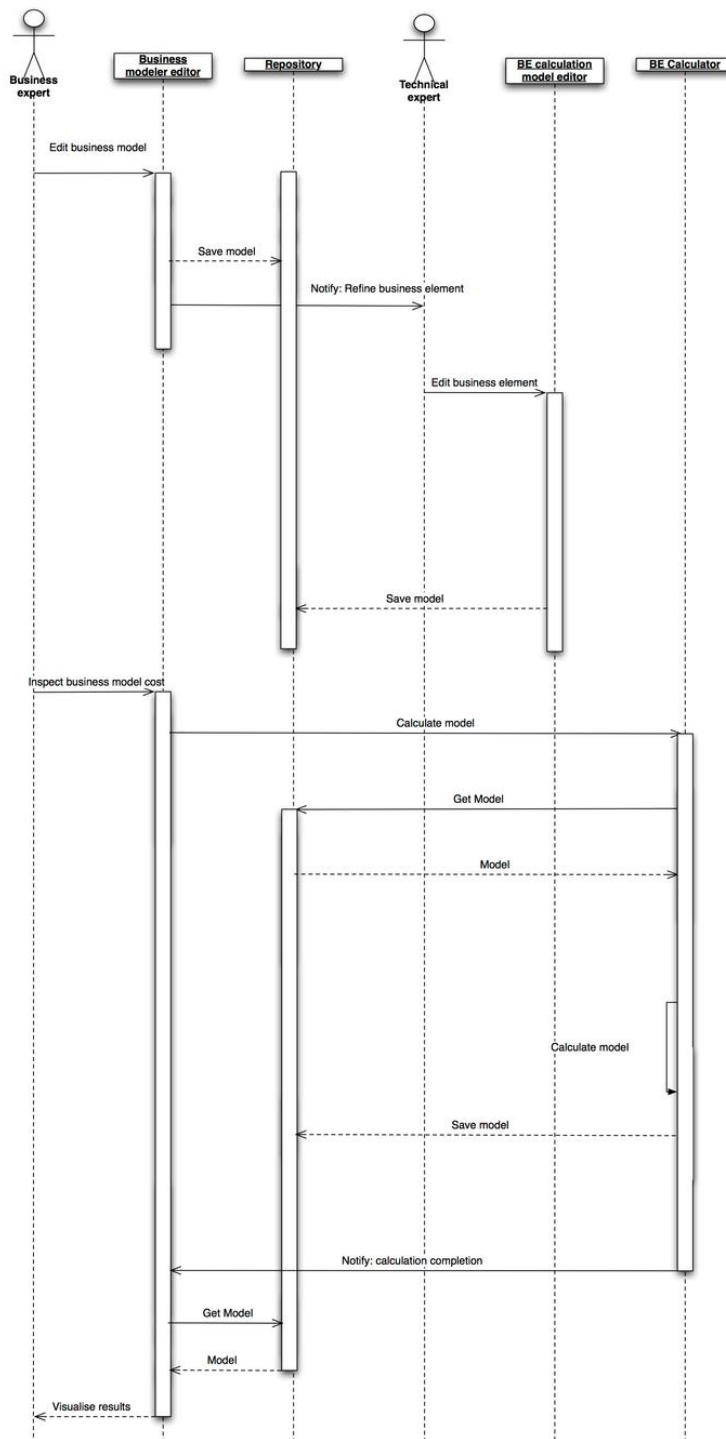 Business
expert
Business
modeler editor
Repository
Technical
expert
BE calculation
model editor
BE Calculator
Edit business model
Save model
Notify: Refine business element
Edit business element
Save model
Inspect business model cost
Calculate model
Get Model
Model
Calculate model
Save model
Notify: calculation completion
Get Model
Model
Visualise results